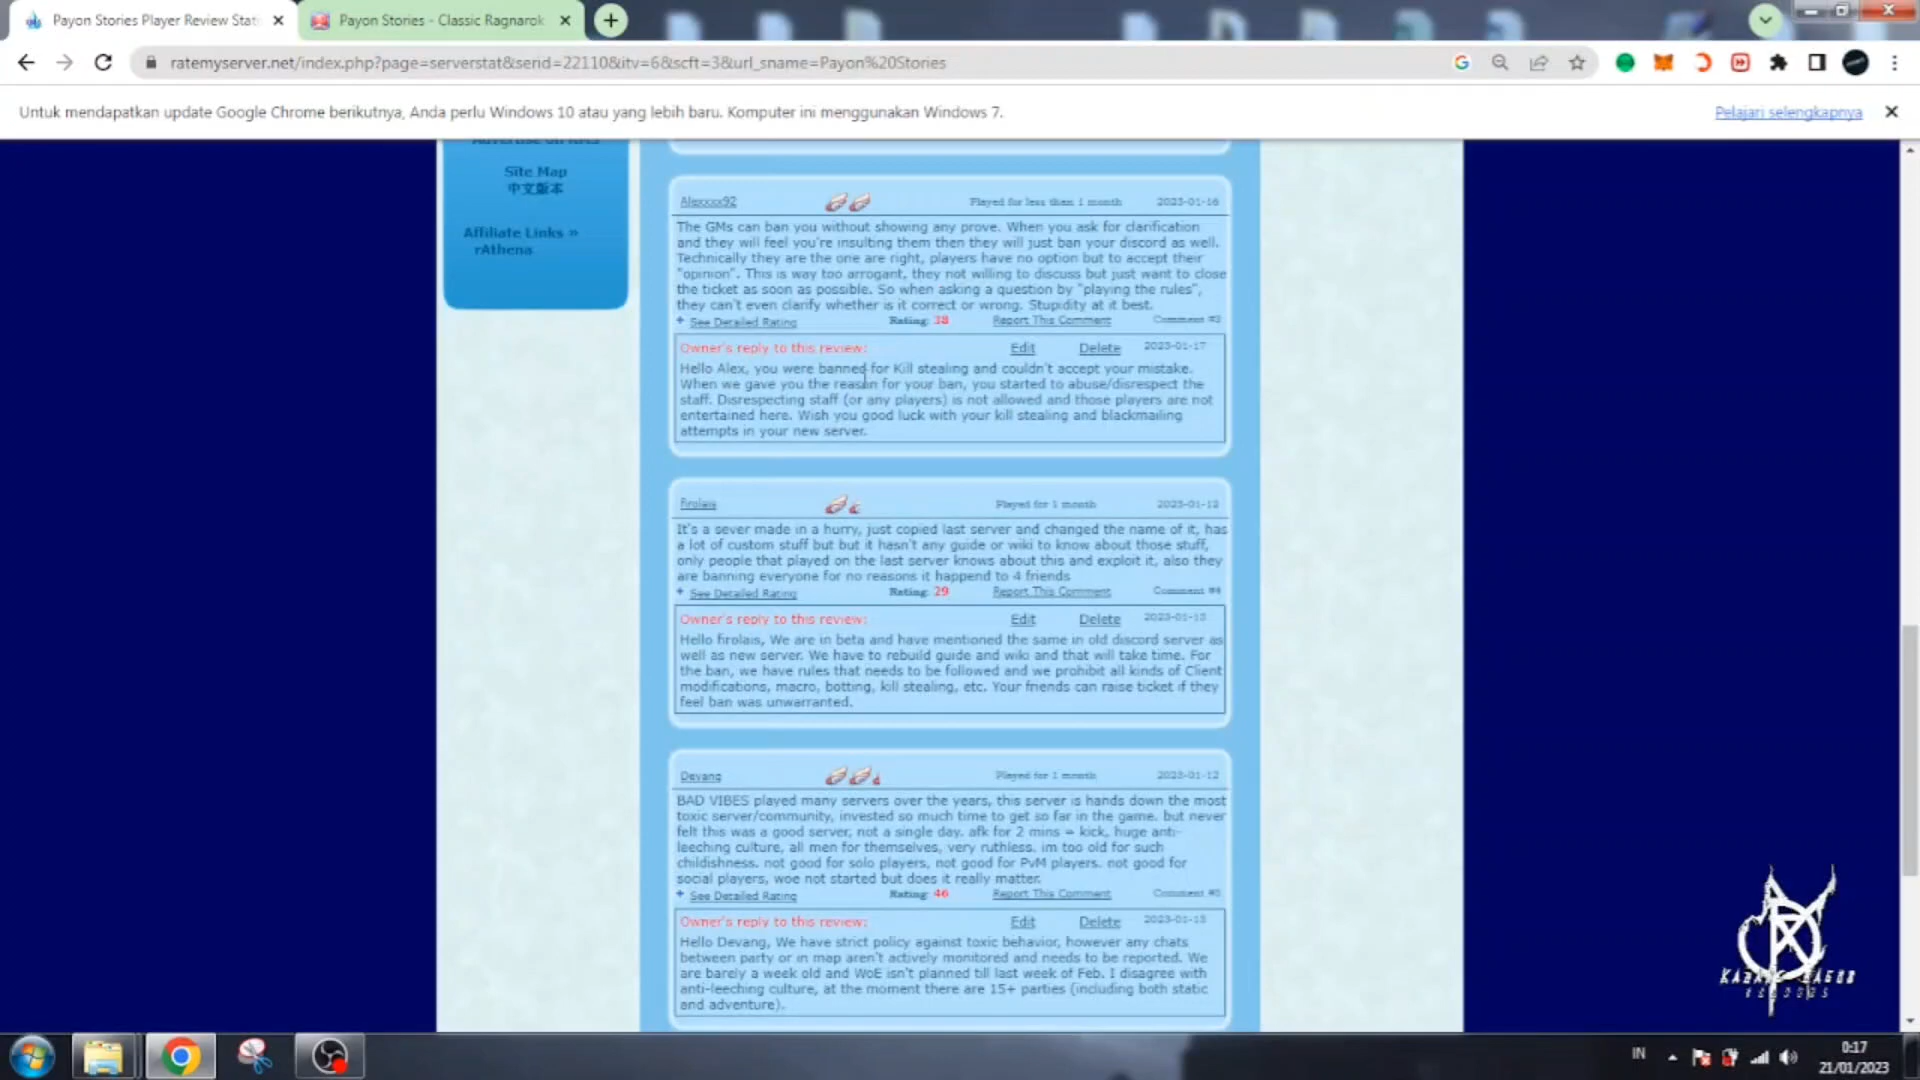 Payon Stories Player Review Stati
Payon Stories - Classic Ragnarok
ratemyserver.net/index.php?page=serverstat&serid=22110&itv=6&scft=3&url_sname=Payon%20Stories
Untuk mendapatkan update Google Chrome berikutnya, Anda perlu Windows 10 atau yang lebih baru. Komputer ini menggunakan Windows 7.
Pelajari selengkapnya
Advertise on RMS
Site Map
中文版本
Affiliate Links »
rAthena
Alexxxx92 Played for less than 1 month 2023-01-16
The GMs can ban you without showing any prove. When you ask for clarification
and they will feel you're insulting them then they will just ban your discord as well.
Technically they are the one are right, players have no option but to accept their
"opinion". This is way too arrogant, they not willing to discuss but just want to close
the ticket as soon as possible. So when asking a question by "playing the rules",
they can't even clarify whether is it correct or wrong. Stupidity at it best.
+ See Detailed Rating Rating: 38 Report This Comment Comment #3
Owner's reply to this review: Edit Delete 2023-01-17
Hello Alex, you were banned for Kill stealing and couldn't accept your mistake.
When we gave you the reason for your ban, you started to abuse/disrespect the
staff. Disrespecting staff (or any players) is not allowed and those players are not
entertained here. Wish you good luck with your kill stealing and blackmailing
attempts in your new server.
firolais Played for 1 month 2023-01-12
It's a sever made in a hurry, just copied last server and changed the name of it, has
a lot of custom stuff but but it hasn't any guide or wiki to know about those stuff,
only people that played on the last server knows about this and exploit it, also they
are banning everyone for no reasons it happend to 4 friends
+ See Detailed Rating Rating: 29 Report This Comment Comment #4
Owner's reply to this review: Edit Delete 2023-01-13
Hello firolais, We are in beta and have mentioned the same in old discord server as
well as new server. We have to rebuild guide and wiki and that will take time. For
the ban, we have rules that needs to be followed and we prohibit all kinds of Client
modifications, macro, botting, kill stealing, etc. Your friends can raise ticket if they
feel ban was unwarranted.
Devang Played for 1 month 2023-01-12
BAD VIBES played many servers over the years, this server is hands down the most
toxic server/community, invested so much time to get so far in the game. but never
felt this was a good server, not a single day. afk for 2 mins = kick, huge anti-
leeching culture, all men for themselves, very ruthless. im too old for such
childishness. not good for solo players, not good for PvM players. not good for
social players, woe not started but does it really matter.
+ See Detailed Rating Rating: 46 Report This Comment Comment #5
Owner's reply to this review: Edit Delete 2023-01-13
Hello Devang, We have strict policy against toxic behavior, however any chats
between party or in map aren't actively monitored and needs to be reported. We
are barely a week old and WoE isn't planned till last week of Feb. I disagree with
anti-leeching culture, at the moment there are 15+ parties (including both static
and adventure).
IN
0:17
21/01/2023